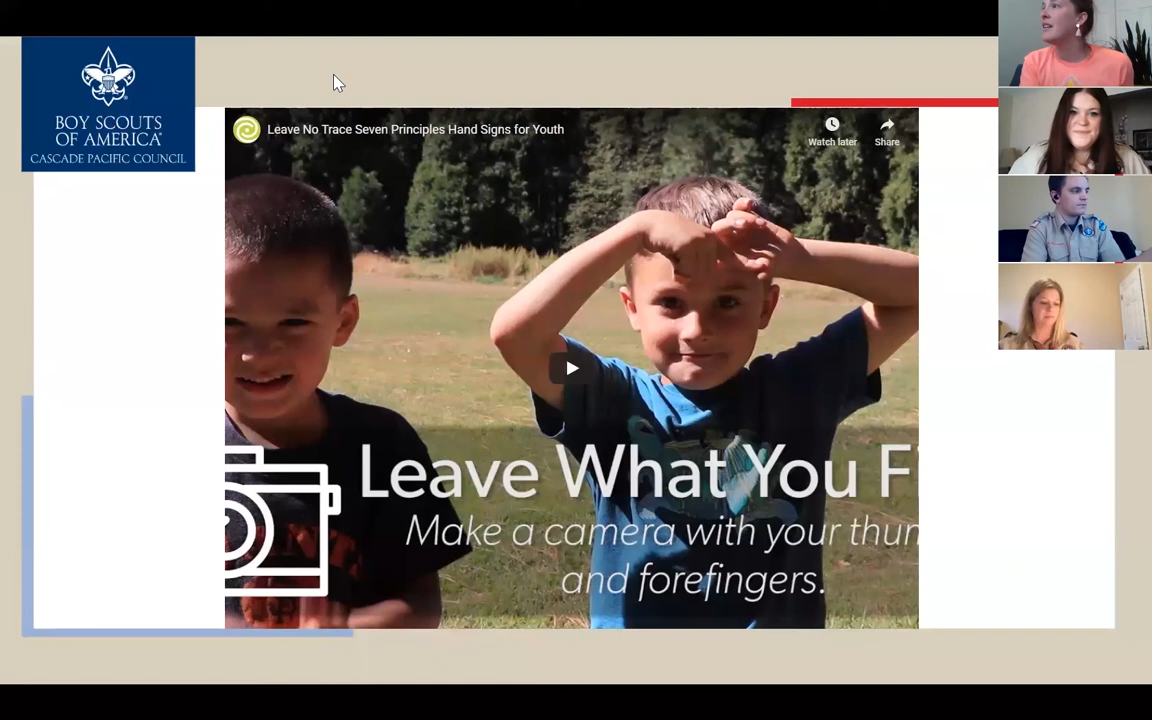 BOY SCOUTS
OF AMERICA®
CASCADE PACIFIC COUNCIL
Leave No Trace Seven Principles Hand Signs for Youth
Watch later
Share
Leave What You F
Make a camera with your thum
and forefingers.